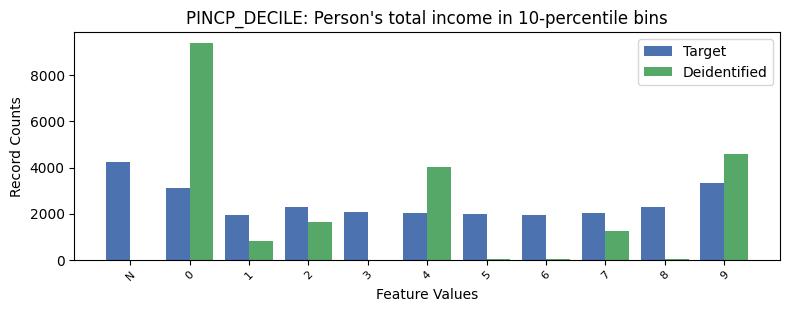 PINCP_DECILE: Person's total income in 10-percentile bins
Target
Deidentified
Record Counts
8000
6000
4000
2000
0
N 0 1 2 3 4 5 6 7 8 9
Feature Values